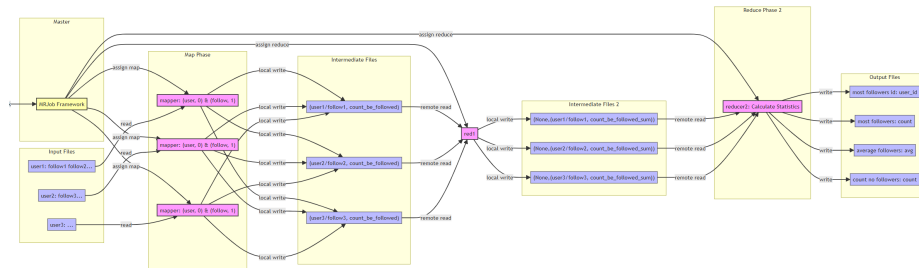 Master
MRJob Framework
Input Files
user1: follow1 follow2...
user2: follow3...
user3: ...
assign map
read
assign map
read
assign map
read
Map Phase
mapper: (user, 0) & (follow, 1)
mapper: (user, 0) & (follow, 1)
mapper: (user, 0) & (follow, 1)
assign reduce
assign reduce
local write
local write
local write
local write
local write
local write
local write
local write
local write
Intermediate Files
(user1/follow1, count_be_followed)
(user2/follow2, count_be_followed)
(user3/follow3, count_be_followed)
remote read
remote read
remote read
red1
local write
local write
local write
Intermediate Files 2
(None,(user1/follow1, count_be_followed_sum))
(None,(user2/follow2, count_be_followed_sum))
(None,(user3/follow3, count_be_followed_sum))
remote read
remote read
remote read
Reduce Phase 2
reducer2: Calculate Statistics
write
write
write
write
Output Files
most followers id: user_id
most followers: count
average followers: avg
count no followers: count